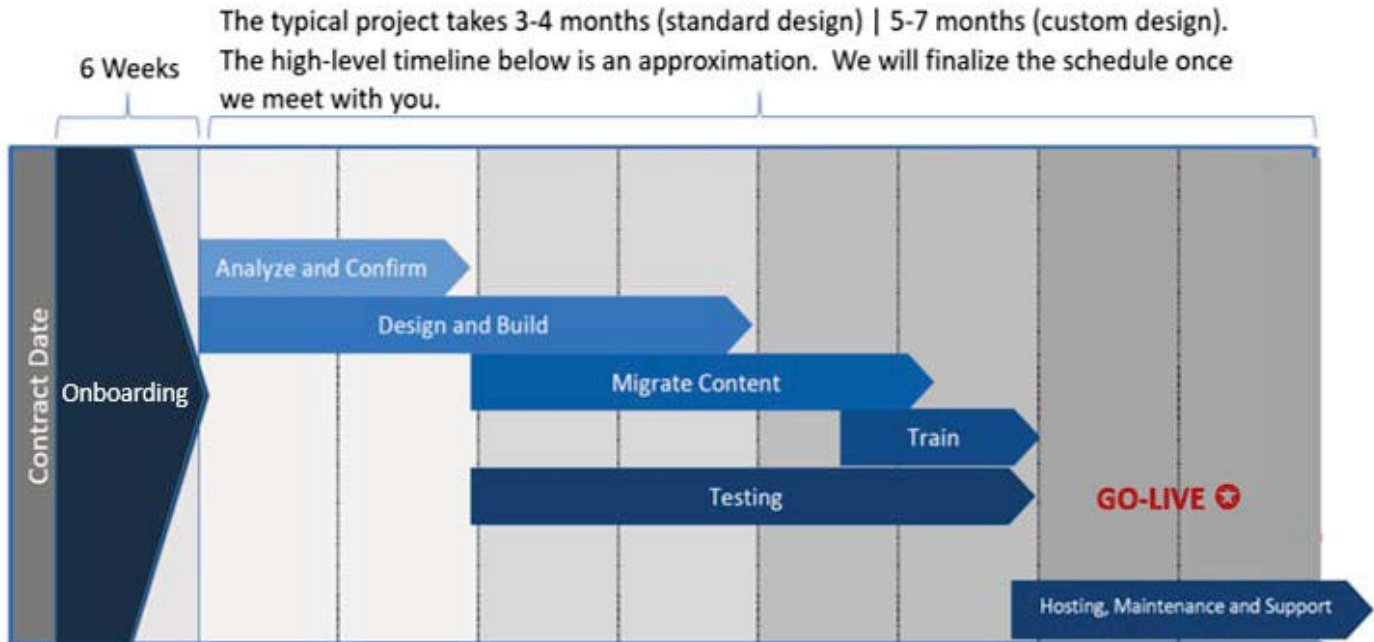 The typical project takes 3-4 months (standard design) | 5-7 months (custom design).
The high-level timeline below is an approximation.  We will finalize the schedule once
we meet with you.
6 Weeks
Contract Date
Onboarding
Analyze and Confirm
Design and Build
Migrate Content
Train
Testing
GO-LIVE
Hosting, Maintenance and Support